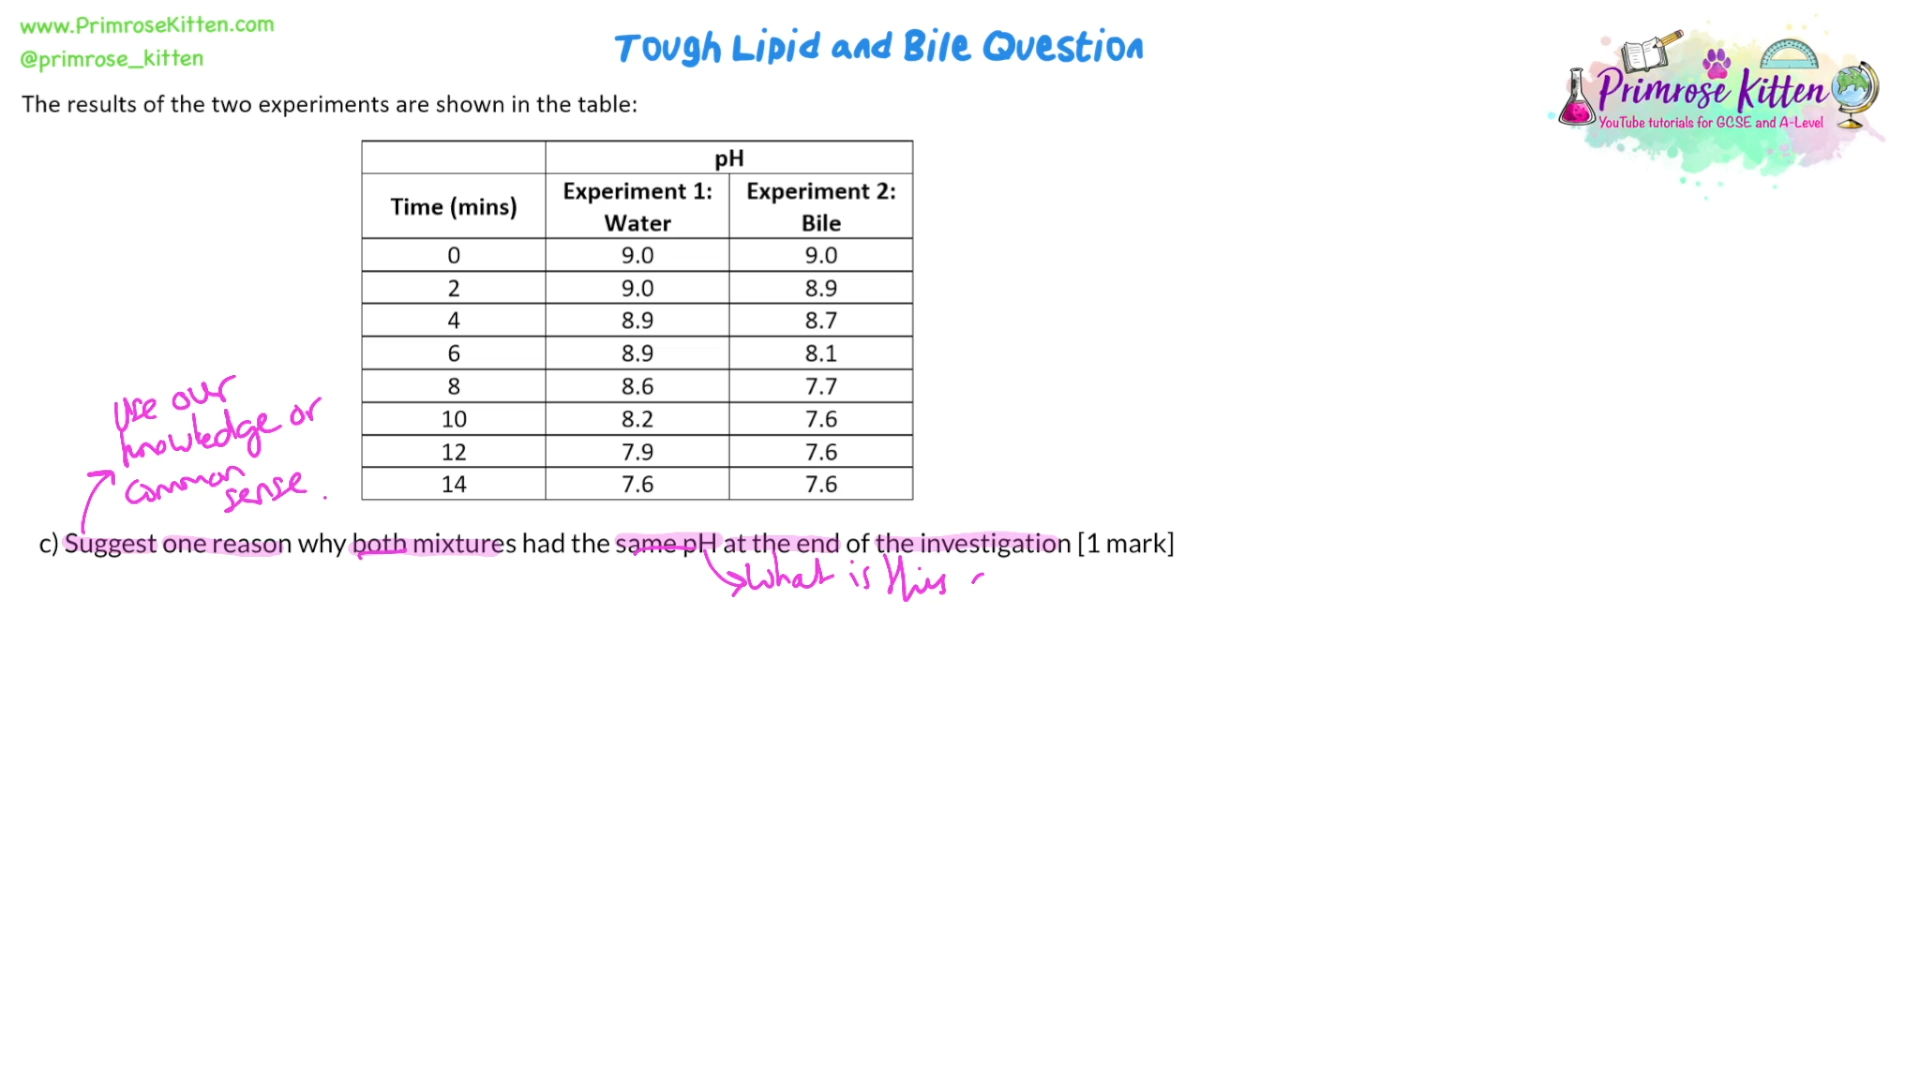 www.PrimroseKitten.com
@primrose_kitten
Tough Lipid and Bile Question
Primrose Kitten
YouTube tutorials for GCSE and A-Level
The results of the two experiments are shown in the table:
pH
Time (mins) Experiment 1: Water Experiment 2: Bile
0 9.0 9.0
2 9.0 8.9
4 8.9 8.7
6 8.9 8.1
8 8.6 7.7
10 8.2 7.6
12 7.9 7.6
14 7.6 7.6
use our
knowledge or
common
sense.
c) Suggest one reason why both mixtures had the same pH at the end of the investigation [1 mark]
What is this